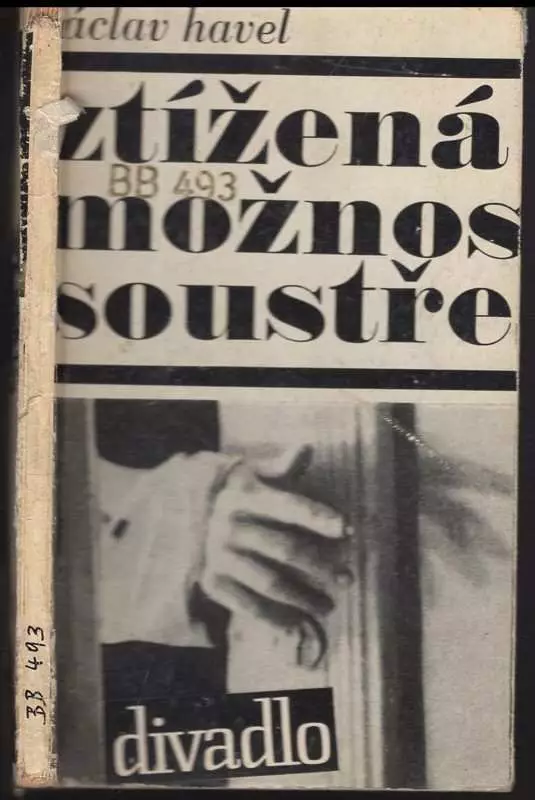 áclav havel
ztížená
BB 493
možnos
soustře
divadlo
BB 493